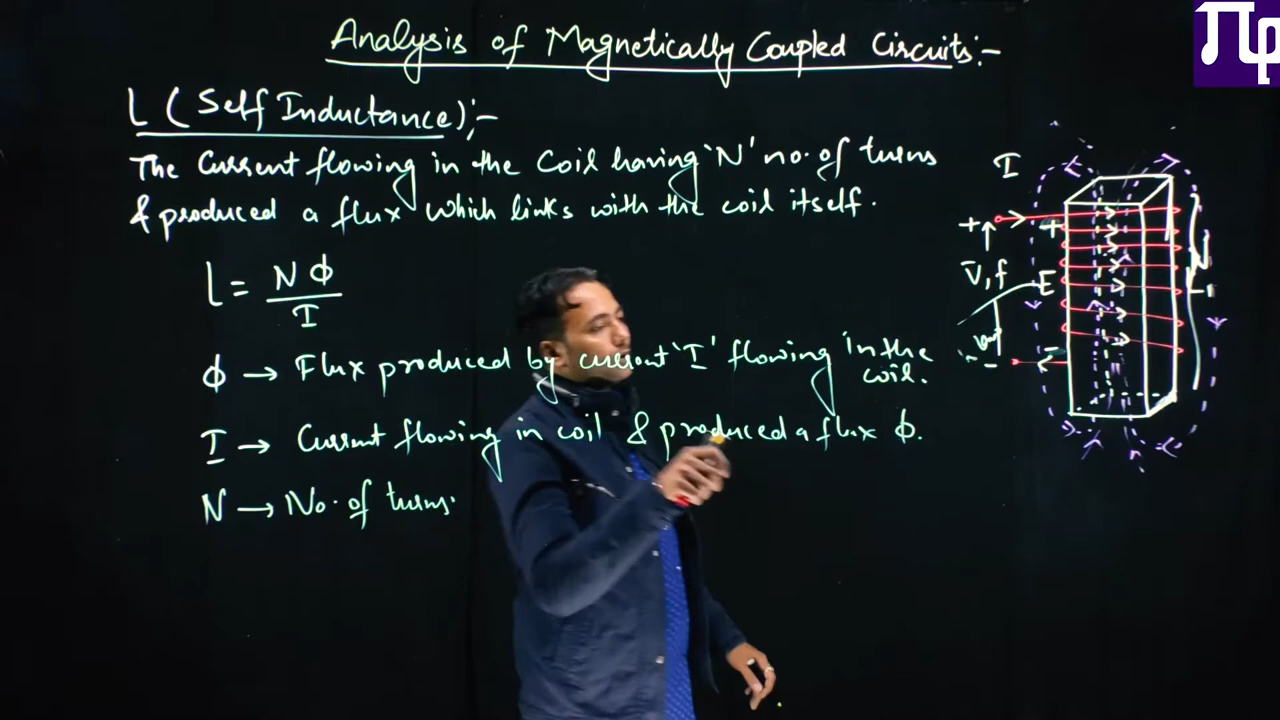 Analysis of Magnetically Coupled Circuits:-
πφ
L (Self Inductance):-
The Current flowing in the Coil having 'N' no. of turns
& produced a flux which links with the coil itself.
L = NΦ
I
Φ → Flux produced by current 'I' flowing in the
coil.
I → Current flowing in coil & produced a flux Φ.
N → No. of turns.
I
+ +
V, f
E
N
- -